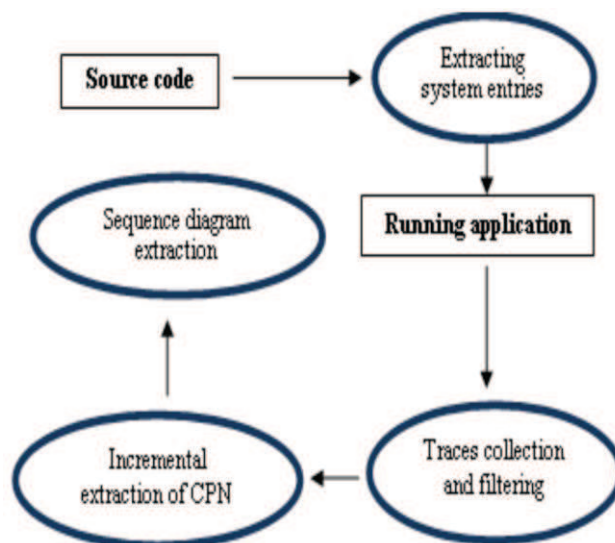 Source code
Extracting
system entries
Sequence diagram
extraction
Running application
Incremental
extraction of CPN
Traces collection
and filtering